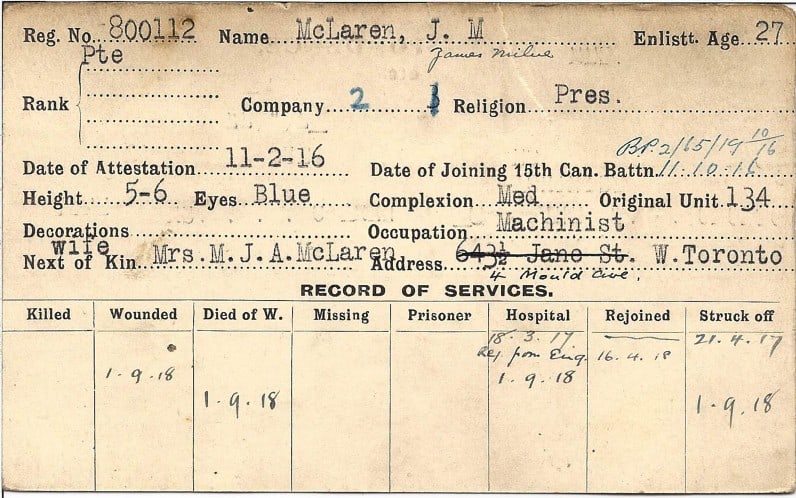 Reg. No. 800112 Name McLaren, J. M Enlistt. Age 27
Pte James Milne
Rank Company 2 Religion Pres.
B.P. 2/65/19 10/16
Date of Attestation 11-2-16 Date of Joining 15th Can. Battn. 11.10.16
Height 5-6 Eyes Blue Complexion Med Original Unit 134
Decorations Occupation Machinist
wife
Next of Kin Mrs. M. J. A. McLaren Address 643½ Jane St. W. Toronto
4 Mould Ave.
RECORD OF SERVICES.
Killed Wounded Died of W. Missing Prisoner Hospital Rejoined Struck off
18.3.17 21.4.17
from Eng. 16.4.18
1.9.18 1.9.18
1.9.18 1.9.18